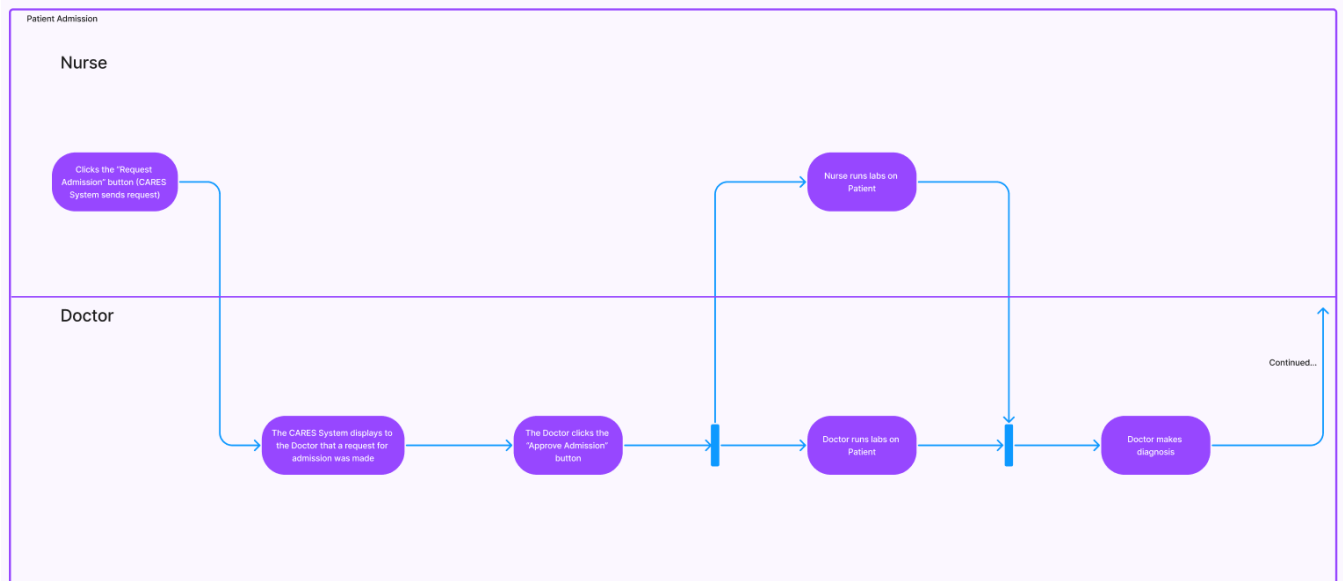 Patient Admission
Nurse
Clicks the "Request
Admission" button (CARES
System sends request)
Nurse runs labs on
Patient
Doctor
Continued...
The CARES System displays to
the Doctor that a request for
admission was made
The Doctor clicks the
"Approve Admission"
button
Doctor runs labs on
Patient
Doctor makes
diagnosis